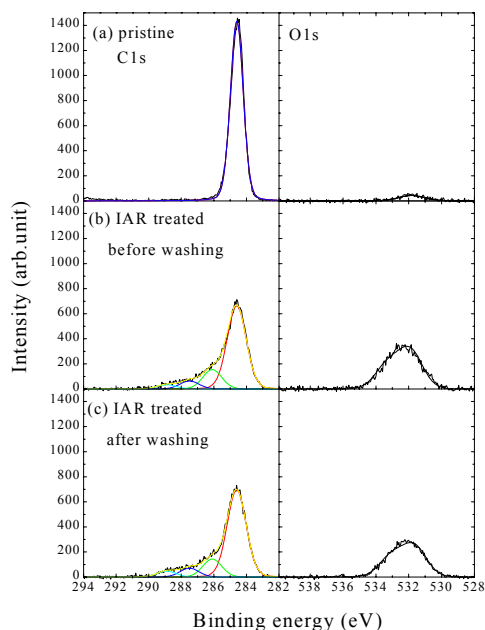 1400
(a) pristine
C1s
O1s
1200
1000
800
600
400
200
0
1400
(b) IAR treated
before washing
1200
1000
800
600
400
200
0
1400
(c) IAR treated
after washing
1200
1000
800
600
400
200
0
294 292 290 288 286 284 282 538 536 534 532 530 528
Intensity (arb.unit)
Binding energy (eV)